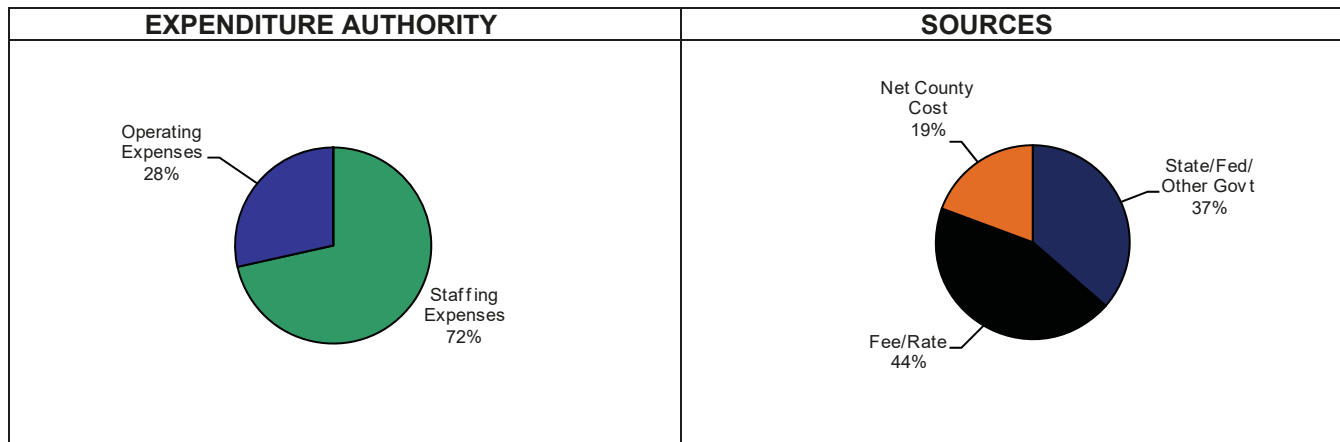 EXPENDITURE AUTHORITY
SOURCES
Operating
Expenses
28%
Staffing
Expenses
72%
Net County
Cost
19%
State/Fed/
Other Govt
37%
Fee/Rate
44%